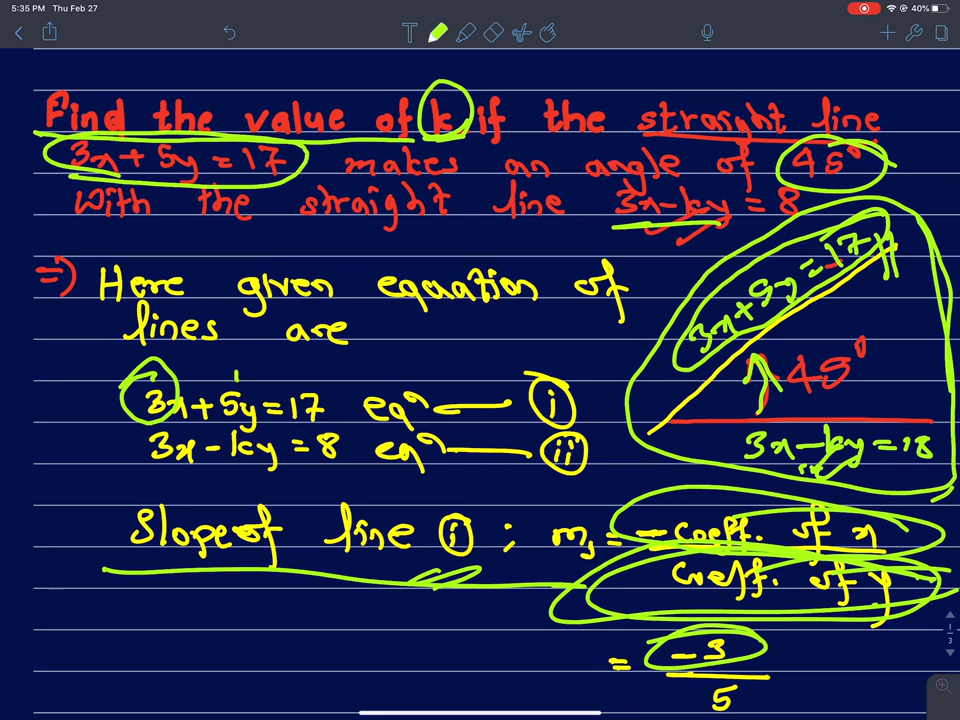 5:35 PM Thu Feb 27
40%
Find the value of k if the straight line
3x + 5y = 17 makes an angle of 45°
with the straight line 3x - ky = 8
=) Here given equation of
lines are
3x + 5y = 17 eqn — i
3x - ky = 8 eqn — ii
3x + 5y = 17
45°
3x - ky = 18
Slope of line i ; m₁ = - Coeff. of x
Coeff. of y
= -3
5
1
3